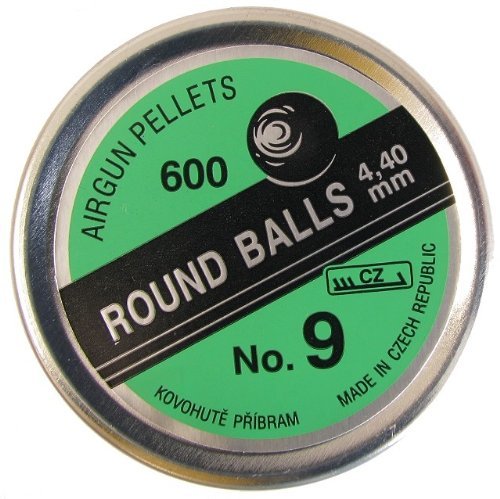 AIRGUN PELLETS
600
ROUND BALLS 4,40
mm
CZ
No. 9
KOVOHUTĚ PŘÍBRAM
MADE IN CZECH REPUBLIC